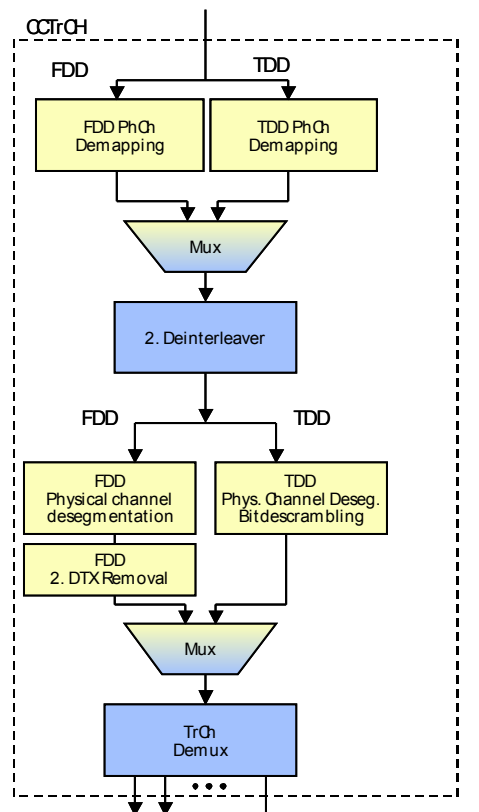 CCTrCH
FDD
TDD
FDD PhCh
Demapping
TDD PhCh
Demapping
Mux
2. Deinterleaver
FDD
TDD
FDD
Physical channel
desegmentation
TDD
Phys. Channel Deseg.
Bitdescrambling
FDD
2. DTX Removal
Mux
TrCh
Demux